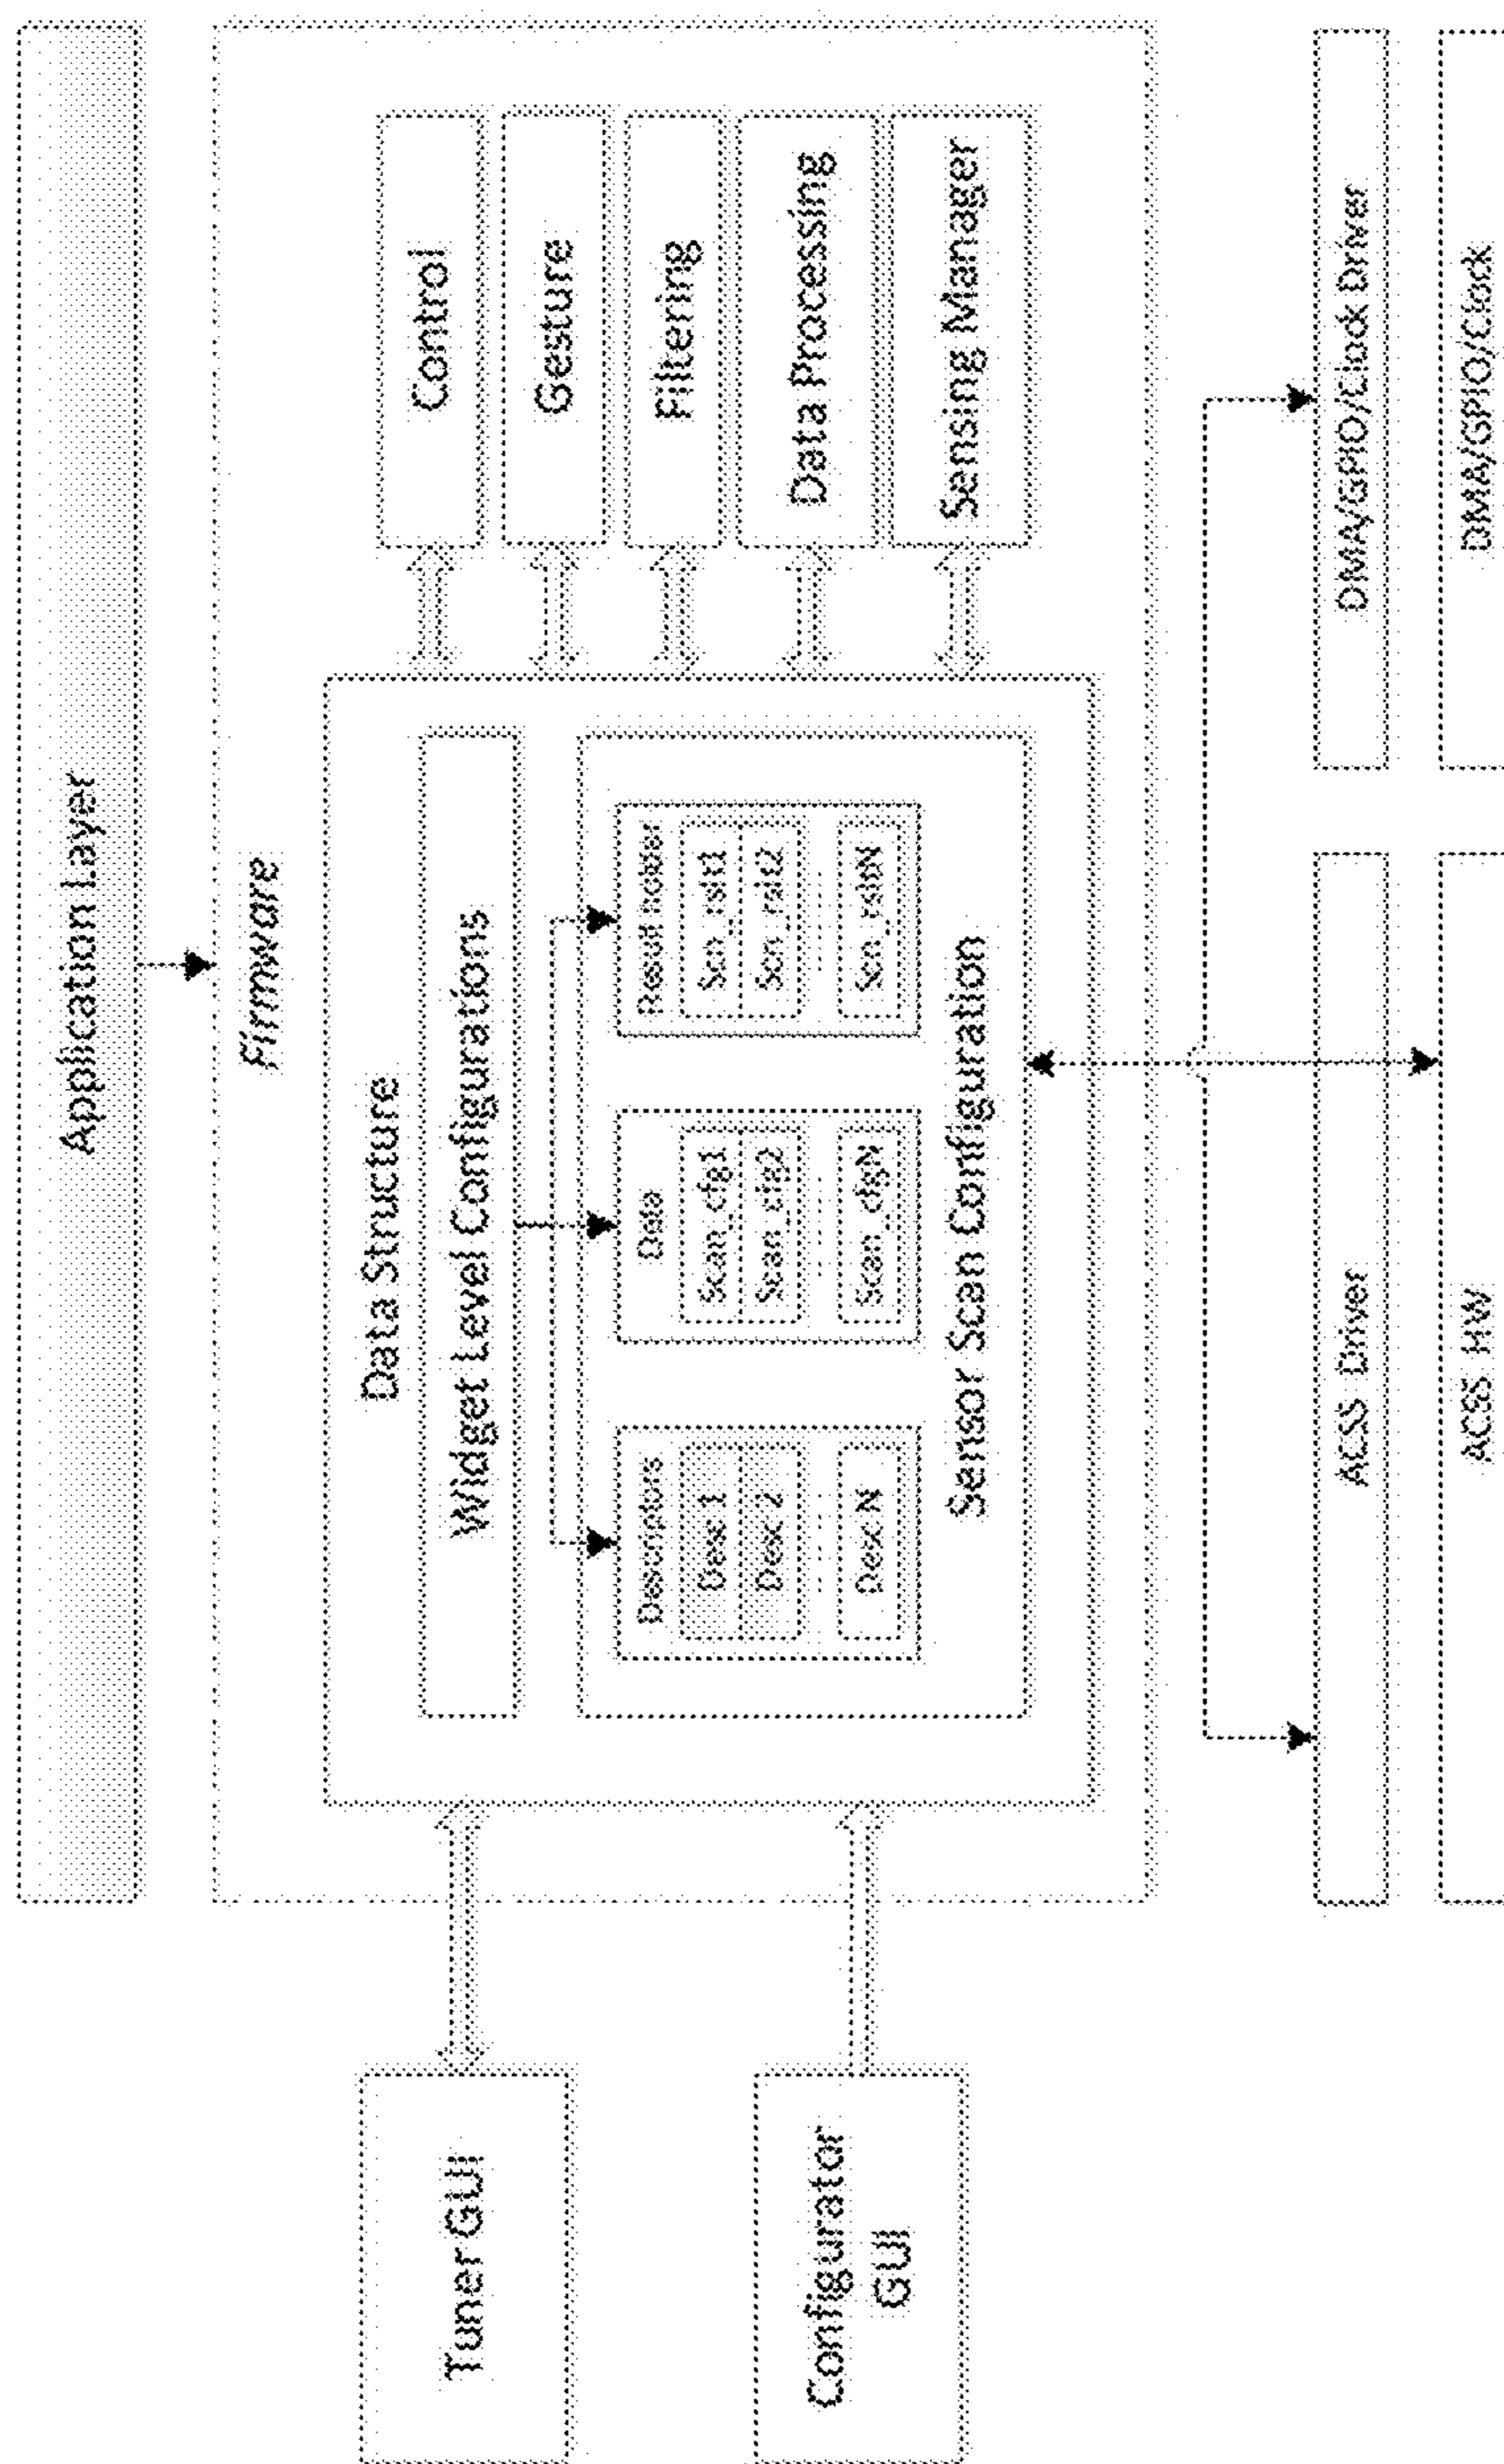 Application Layer
Firmware
Tuner GUI
Configurator
GUI
Data Structure
Widget Level Configurations
Descriptors
Desc 1
Desc 2
Desc N
Data
Scan_cfg1
Scan_cfg2
Scan_cfgN
Result holder
Scn_rslt1
Scn_rslt2
Scn_rsltN
Sensor Scan Configuration
Control
Gesture
Filtering
Data Processing
Sensing Manager
ACSS Driver
DMA/GPIO/Clock Driver
ACSS HW
DMA/GPIO/Clock